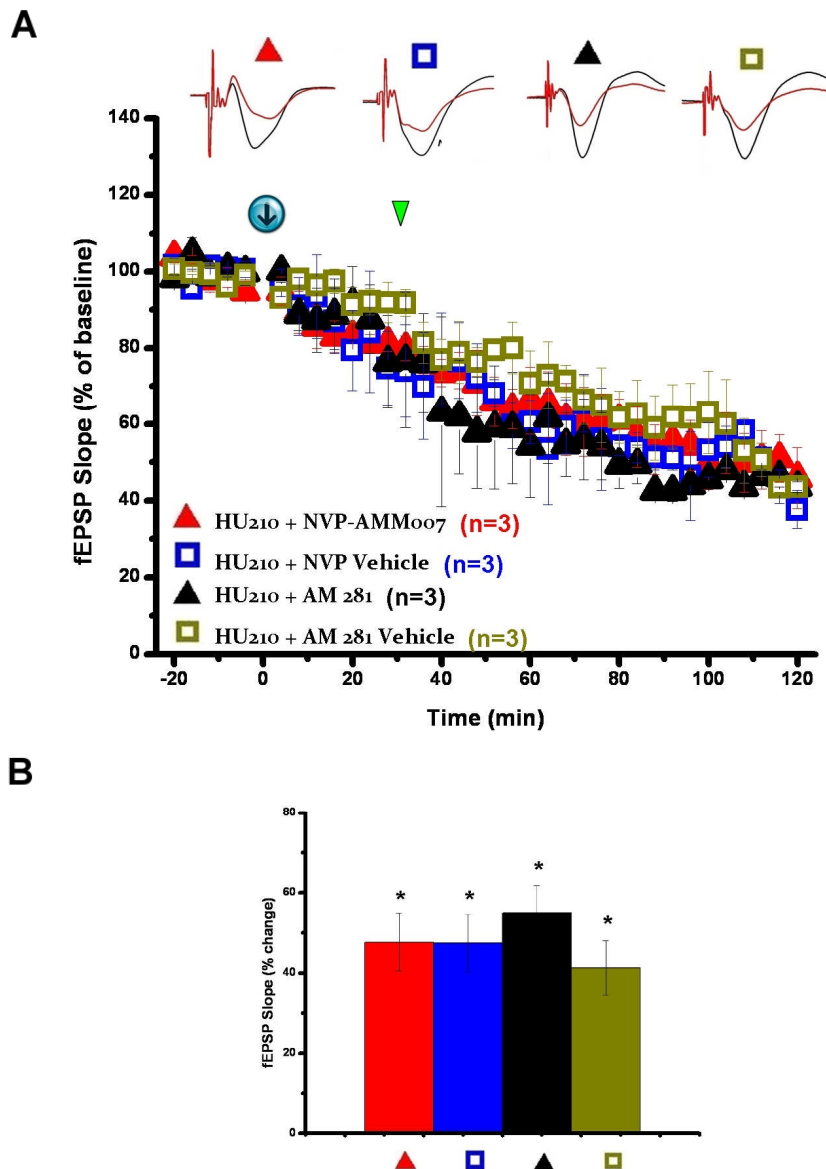 A
140
120
100
80
60
40
20
0
fEPSP Slope (% of baseline)
HU210 + NVP-AMM007 (n=3)
HU210 + NVP Vehicle (n=3)
HU210 + AM 281 (n=3)
HU210 + AM 281 Vehicle (n=3)
-20 0 20 40 60 80 100 120
Time (min)
B
80
60
40
20
0
fEPSP Slope (% change)
* * * *